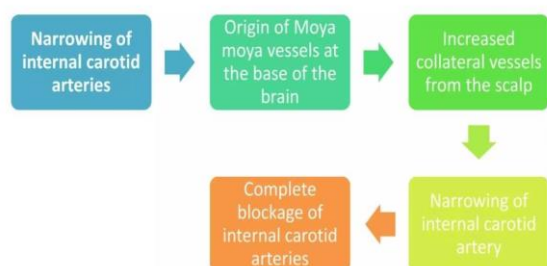 Narrowing of
internal carotid
arteries
Origin of Moya
moya vessels at
the base of the
brain
Increased
collateral vessels
from the scalp
Narrowing of
internal carotid
artery
Complete
blockage of
internal carotid
arteries